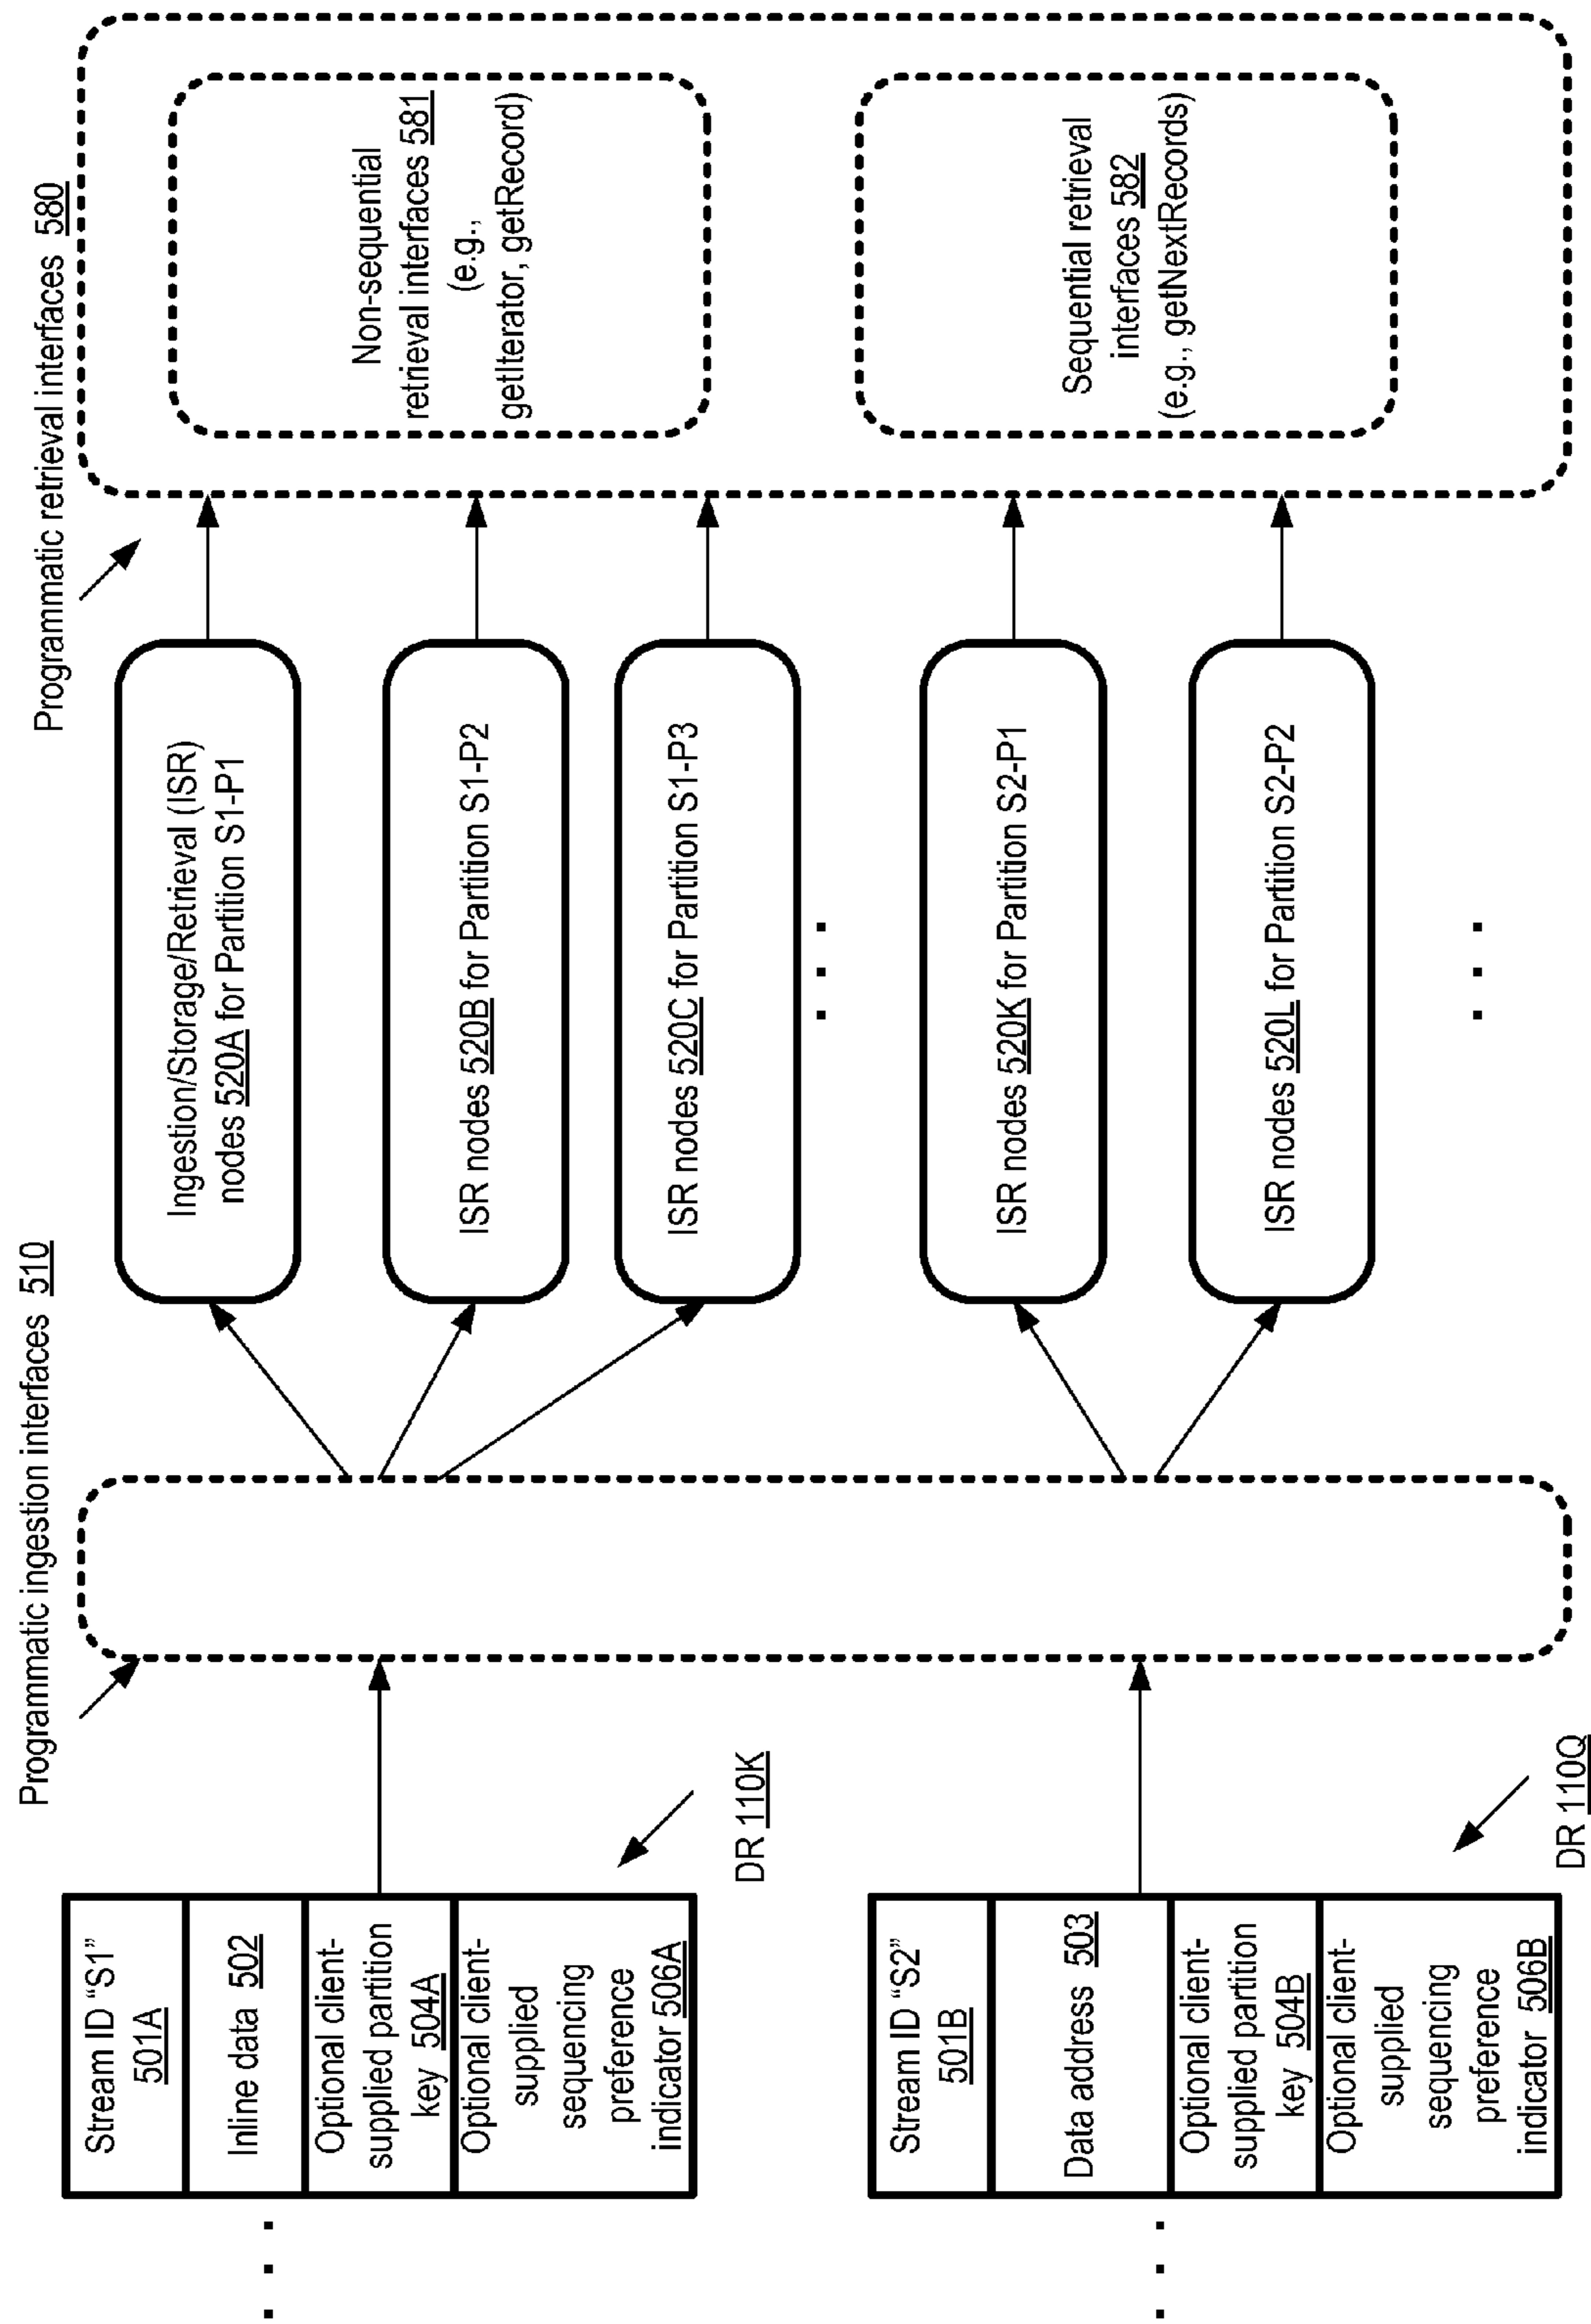 Programmatic ingestion interfaces 510
Programmatic retrieval interfaces 580
Stream ID “S1”
501A
Inline data 502
Optional client-
supplied partition
key 504A
Optional client-
supplied
sequencing
preference
indicator 506A
DR 110K
Stream ID “S2”
501B
Data address 503
Optional client-
supplied partition
key 504B
Optional client-
supplied
sequencing
preference
indicator 506B
DR 110Q
Ingestion/Storage/Retrieval (ISR)
nodes 520A for Partition S1-P1
ISR nodes 520B for Partition S1-P2
ISR nodes 520C for Partition S1-P3
. . .
ISR nodes 520K for Partition S2-P1
ISR nodes 520L for Partition S2-P2
. . .
Non-sequential
retrieval interfaces 581
(e.g.,
getIterator, getRecord)
Sequential retrieval
interfaces 582
(e.g., getNextRecords)
. . .
. . .